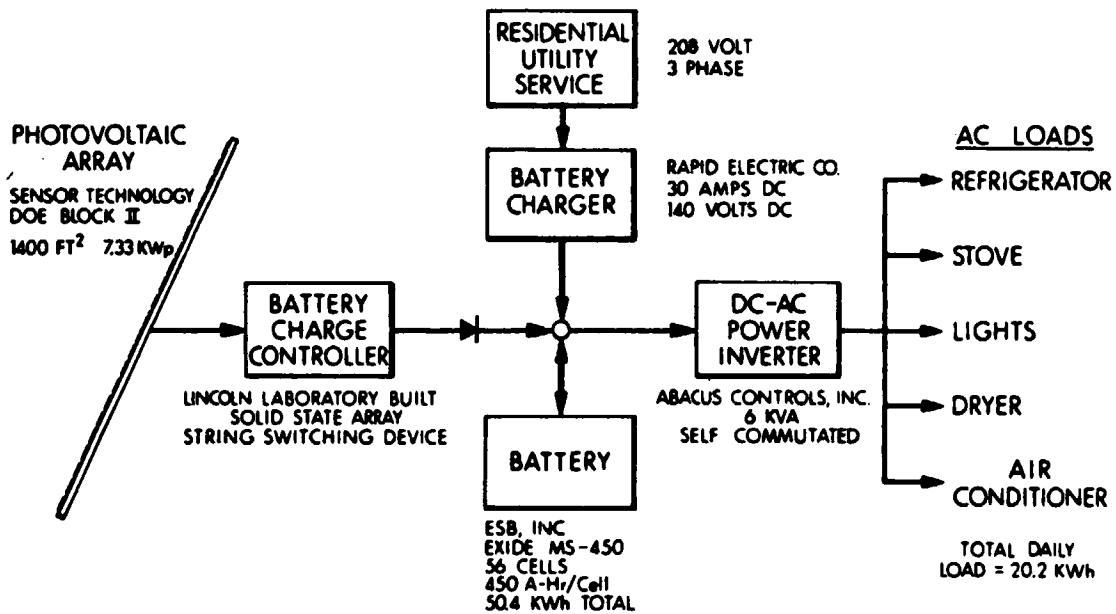 RESIDENTIAL
UTILITY
SERVICE
208 VOLT
3 PHASE
PHOTOVOLTAIC
ARRAY
SENSOR TECHNOLOGY
DOE BLOCK II
1400 FT² 7.33 KWp
BATTERY
CHARGER
RAPID ELECTRIC CO.
30 AMPS DC
140 VOLTS DC
BATTERY
CHARGE
CONTROLLER
LINCOLN LABORATORY BUILT
SOLID STATE ARRAY
STRING SWITCHING DEVICE
DC-AC
POWER
INVERTER
ABACUS CONTROLS, INC.
6 KVA
SELF COMMUTATED
BATTERY
ESB, INC
EXIDE MS-450
56 CELLS
450 A-Hr/Cell
50.4 KWh TOTAL
AC LOADS
REFRIGERATOR
STOVE
LIGHTS
DRYER
AIR
CONDITIONER
TOTAL DAILY
LOAD = 20.2 KWh